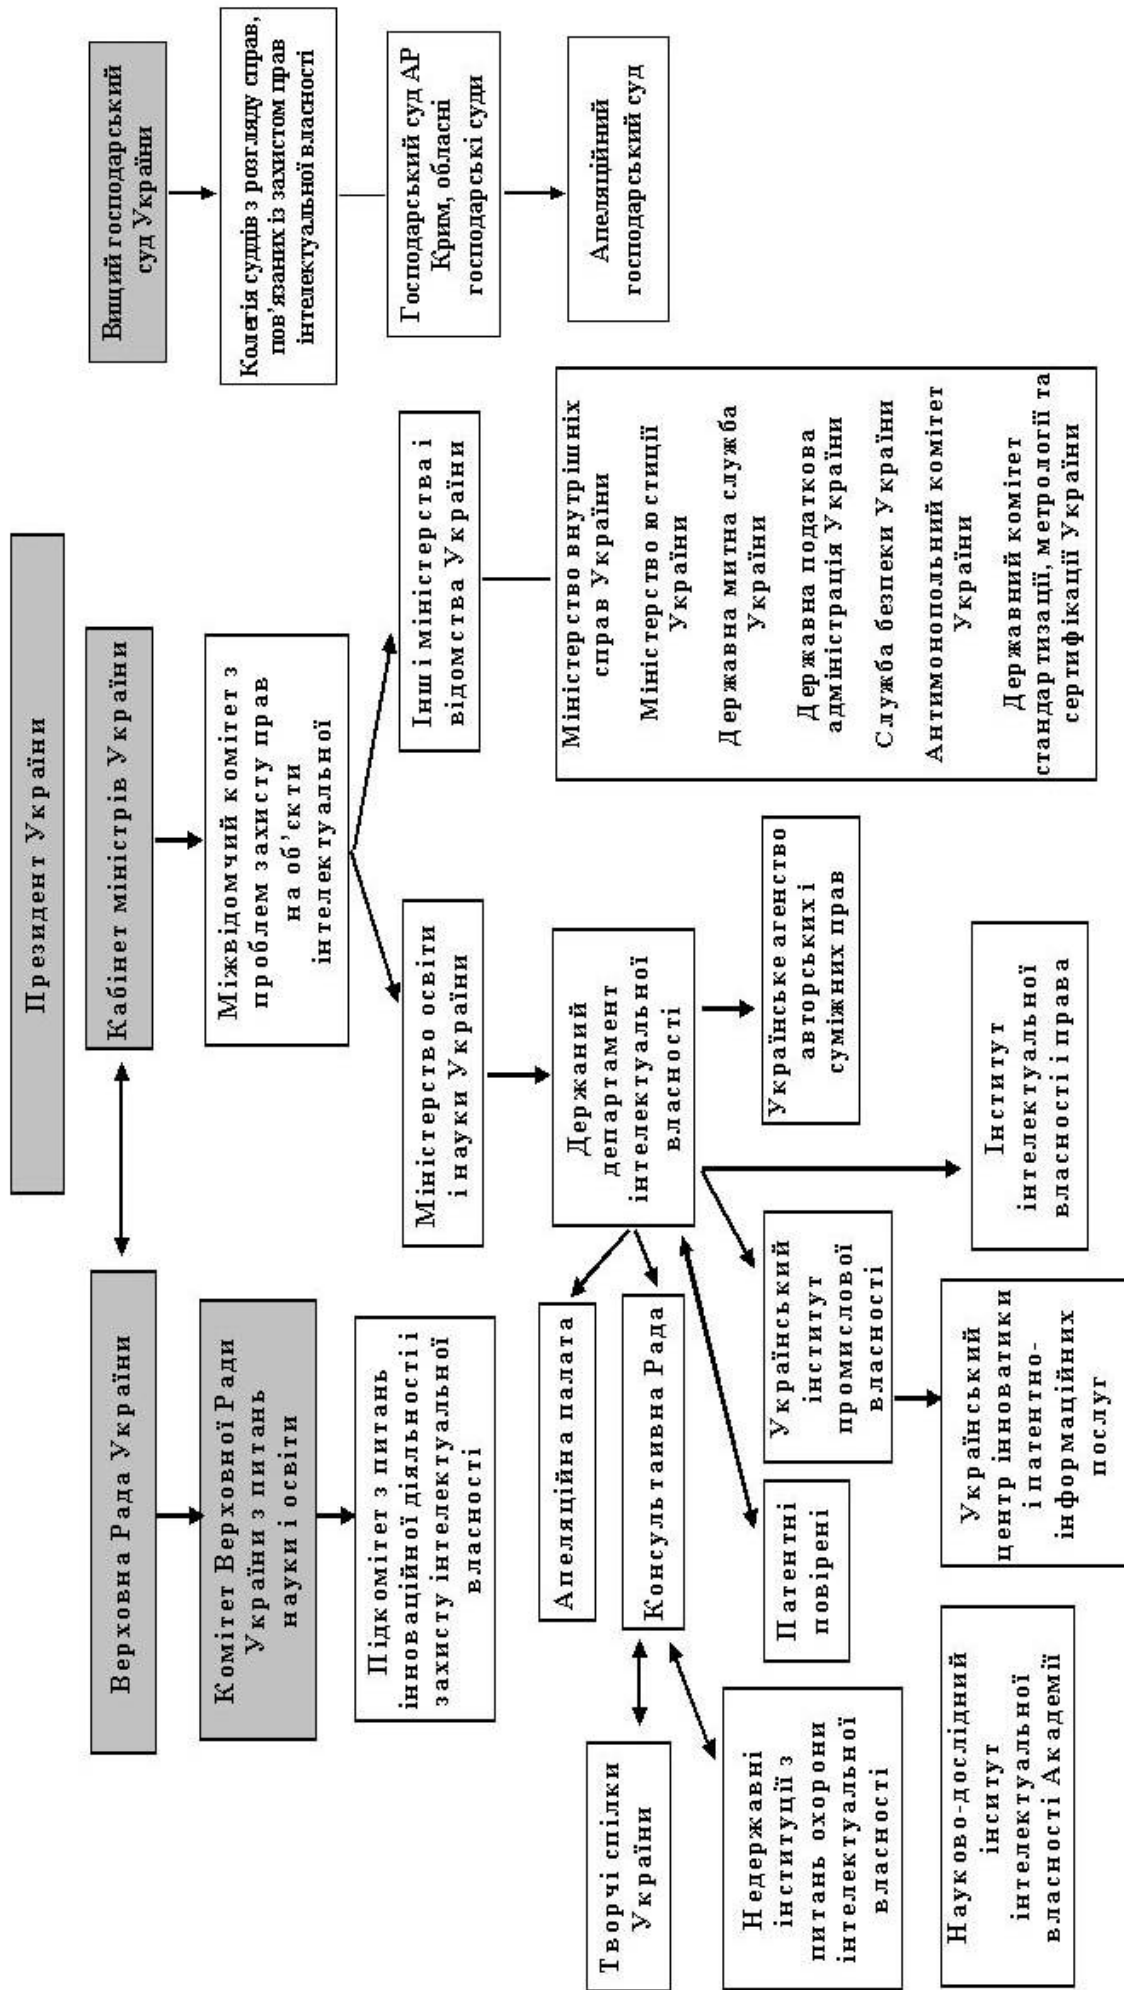 Президент України
Верховна Рада України
Кабінет міністрів України
Вищий господарський
суд України
Комітет Верховної Ради
України з питань
науки і освіти
Міжвідомчий комітет з
проблем захисту прав
на об’єкти
інтелектуальної
Колегія суддів з розгляду справ,
пов’язаних із захистом прав
інтелектуальної власності
Підкомітет з питань
інноваційної діяльності і
захисту інтелектуальної
власності
Міністерство освіти
і науки України
Інші міністерства і
відомства України
Господарський суд АР
Крим, обласні
господарські суди
Апеляційна палата
Держаний
департамент
інтелектуальної
власності
Апеляційний
господарський суд
Творчі спілки
України
Консультаивна Рада
Міністерство внутрішніх
справ України
Міністерство юстиції
України
Державна митна служба
України
Державна податкова
адміністрація України
Служба безпеки України
Антимонопольний комітет
України
Державний комітет
стандартизації, метрології та
сертифікації України
Недержавні
інституції з
питань охорони
інтелектуальної
власності
Патентні
повірені
Український
інститут
промислової
власності
Українське агенство
авторських і
суміжних прав
Науково-дослідний
інситут
інтелектуальної
власності Академії
Український
центр інноватики
і патентно-
інформаційних
послуг
Інститут
інтелектуальної
власності і права